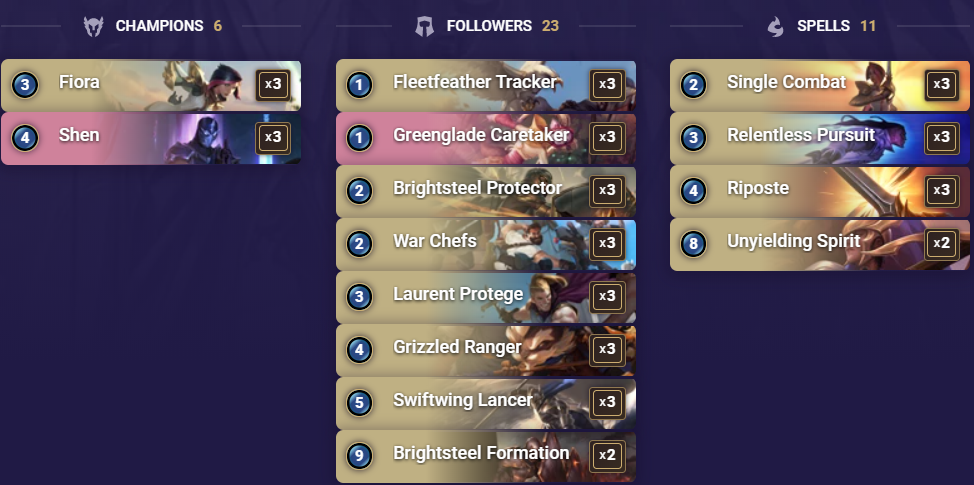 CHAMPIONS 6
3 Fiora x3
4 Shen x3
FOLLOWERS 23
1 Fleetfeather Tracker x3
1 Greenglade Caretaker x3
2 Brightsteel Protector x3
2 War Chefs x3
3 Laurent Protege x3
4 Grizzled Ranger x3
5 Swiftwing Lancer x3
9 Brightsteel Formation x2
SPELLS 11
2 Single Combat x3
3 Relentless Pursuit x3
4 Riposte x3
8 Unyielding Spirit x2